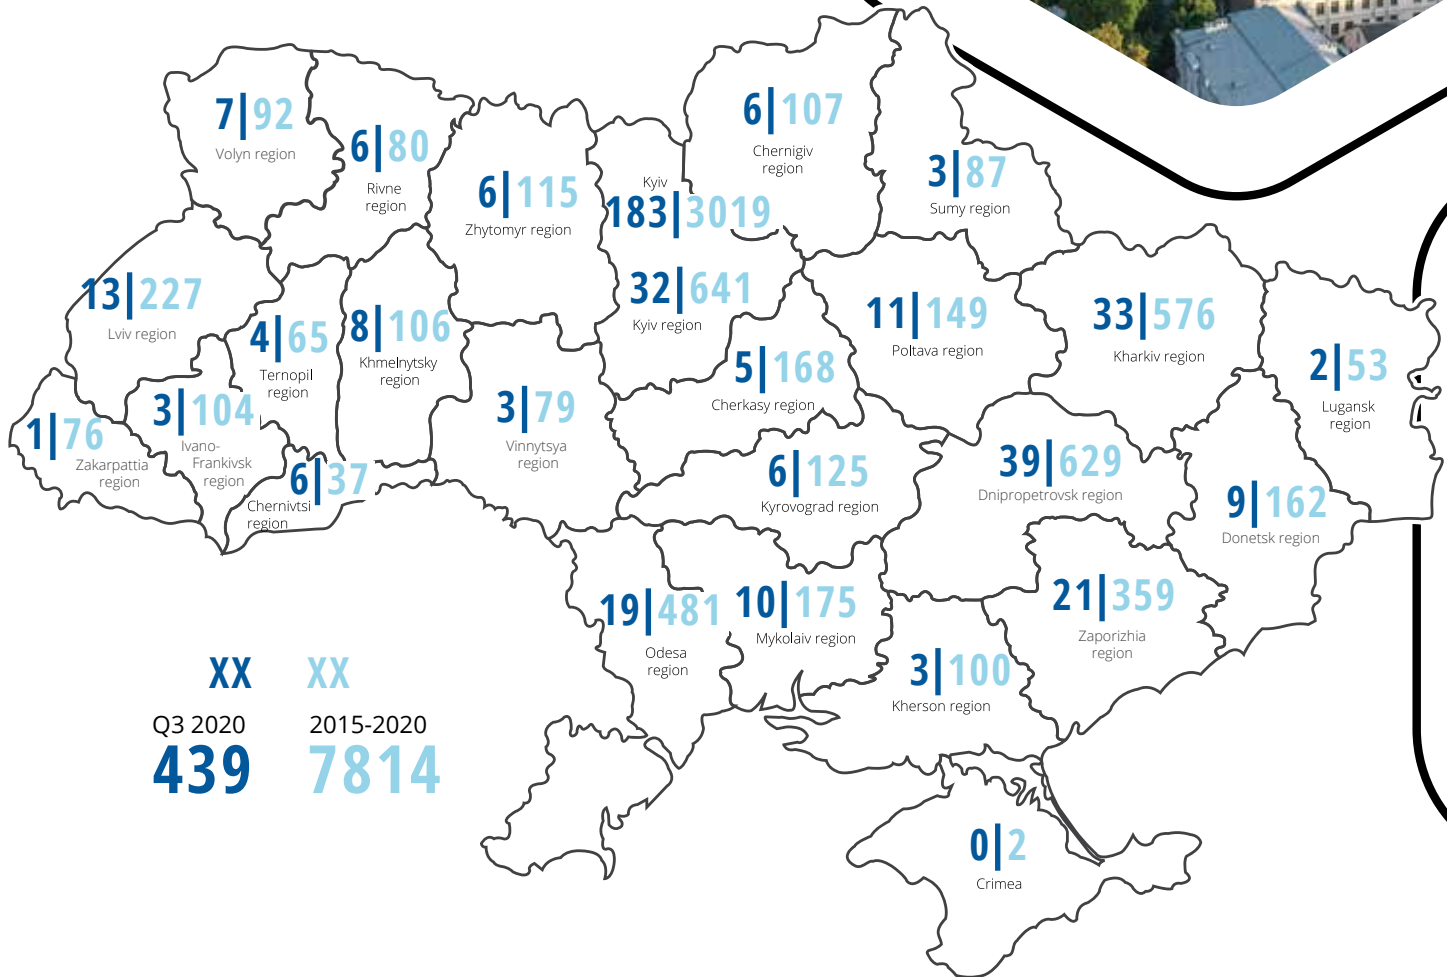 7|92
Volyn region
6|80
Rivne
region
6|115
Zhytomyr region
Kyiv
183|3019
6|107
Chernigiv
region
3|87
Sumy region
13|227
Lviv region
4|65
Ternopil
region
8|106
Khmelnytsky
region
32|641
Kyiv region
11|149
Poltava region
33|576
Kharkiv region
2|53
Lugansk
region
1|76
Zakarpattia
region
3|104
Ivano-
Frankivsk
region
6|37
Chernivtsi
region
3|79
Vinnytsya
region
5|168
Cherkasy region
6|125
Kyrovograd region
39|629
Dnipropetrovsk region
9|162
Donetsk region
19|481
Odesa
region
10|175
Mykolaiv region
3|100
Kherson region
21|359
Zaporizhia
region
0|2
Crimea
XX XX
Q3 2020 2015-2020
439 7814